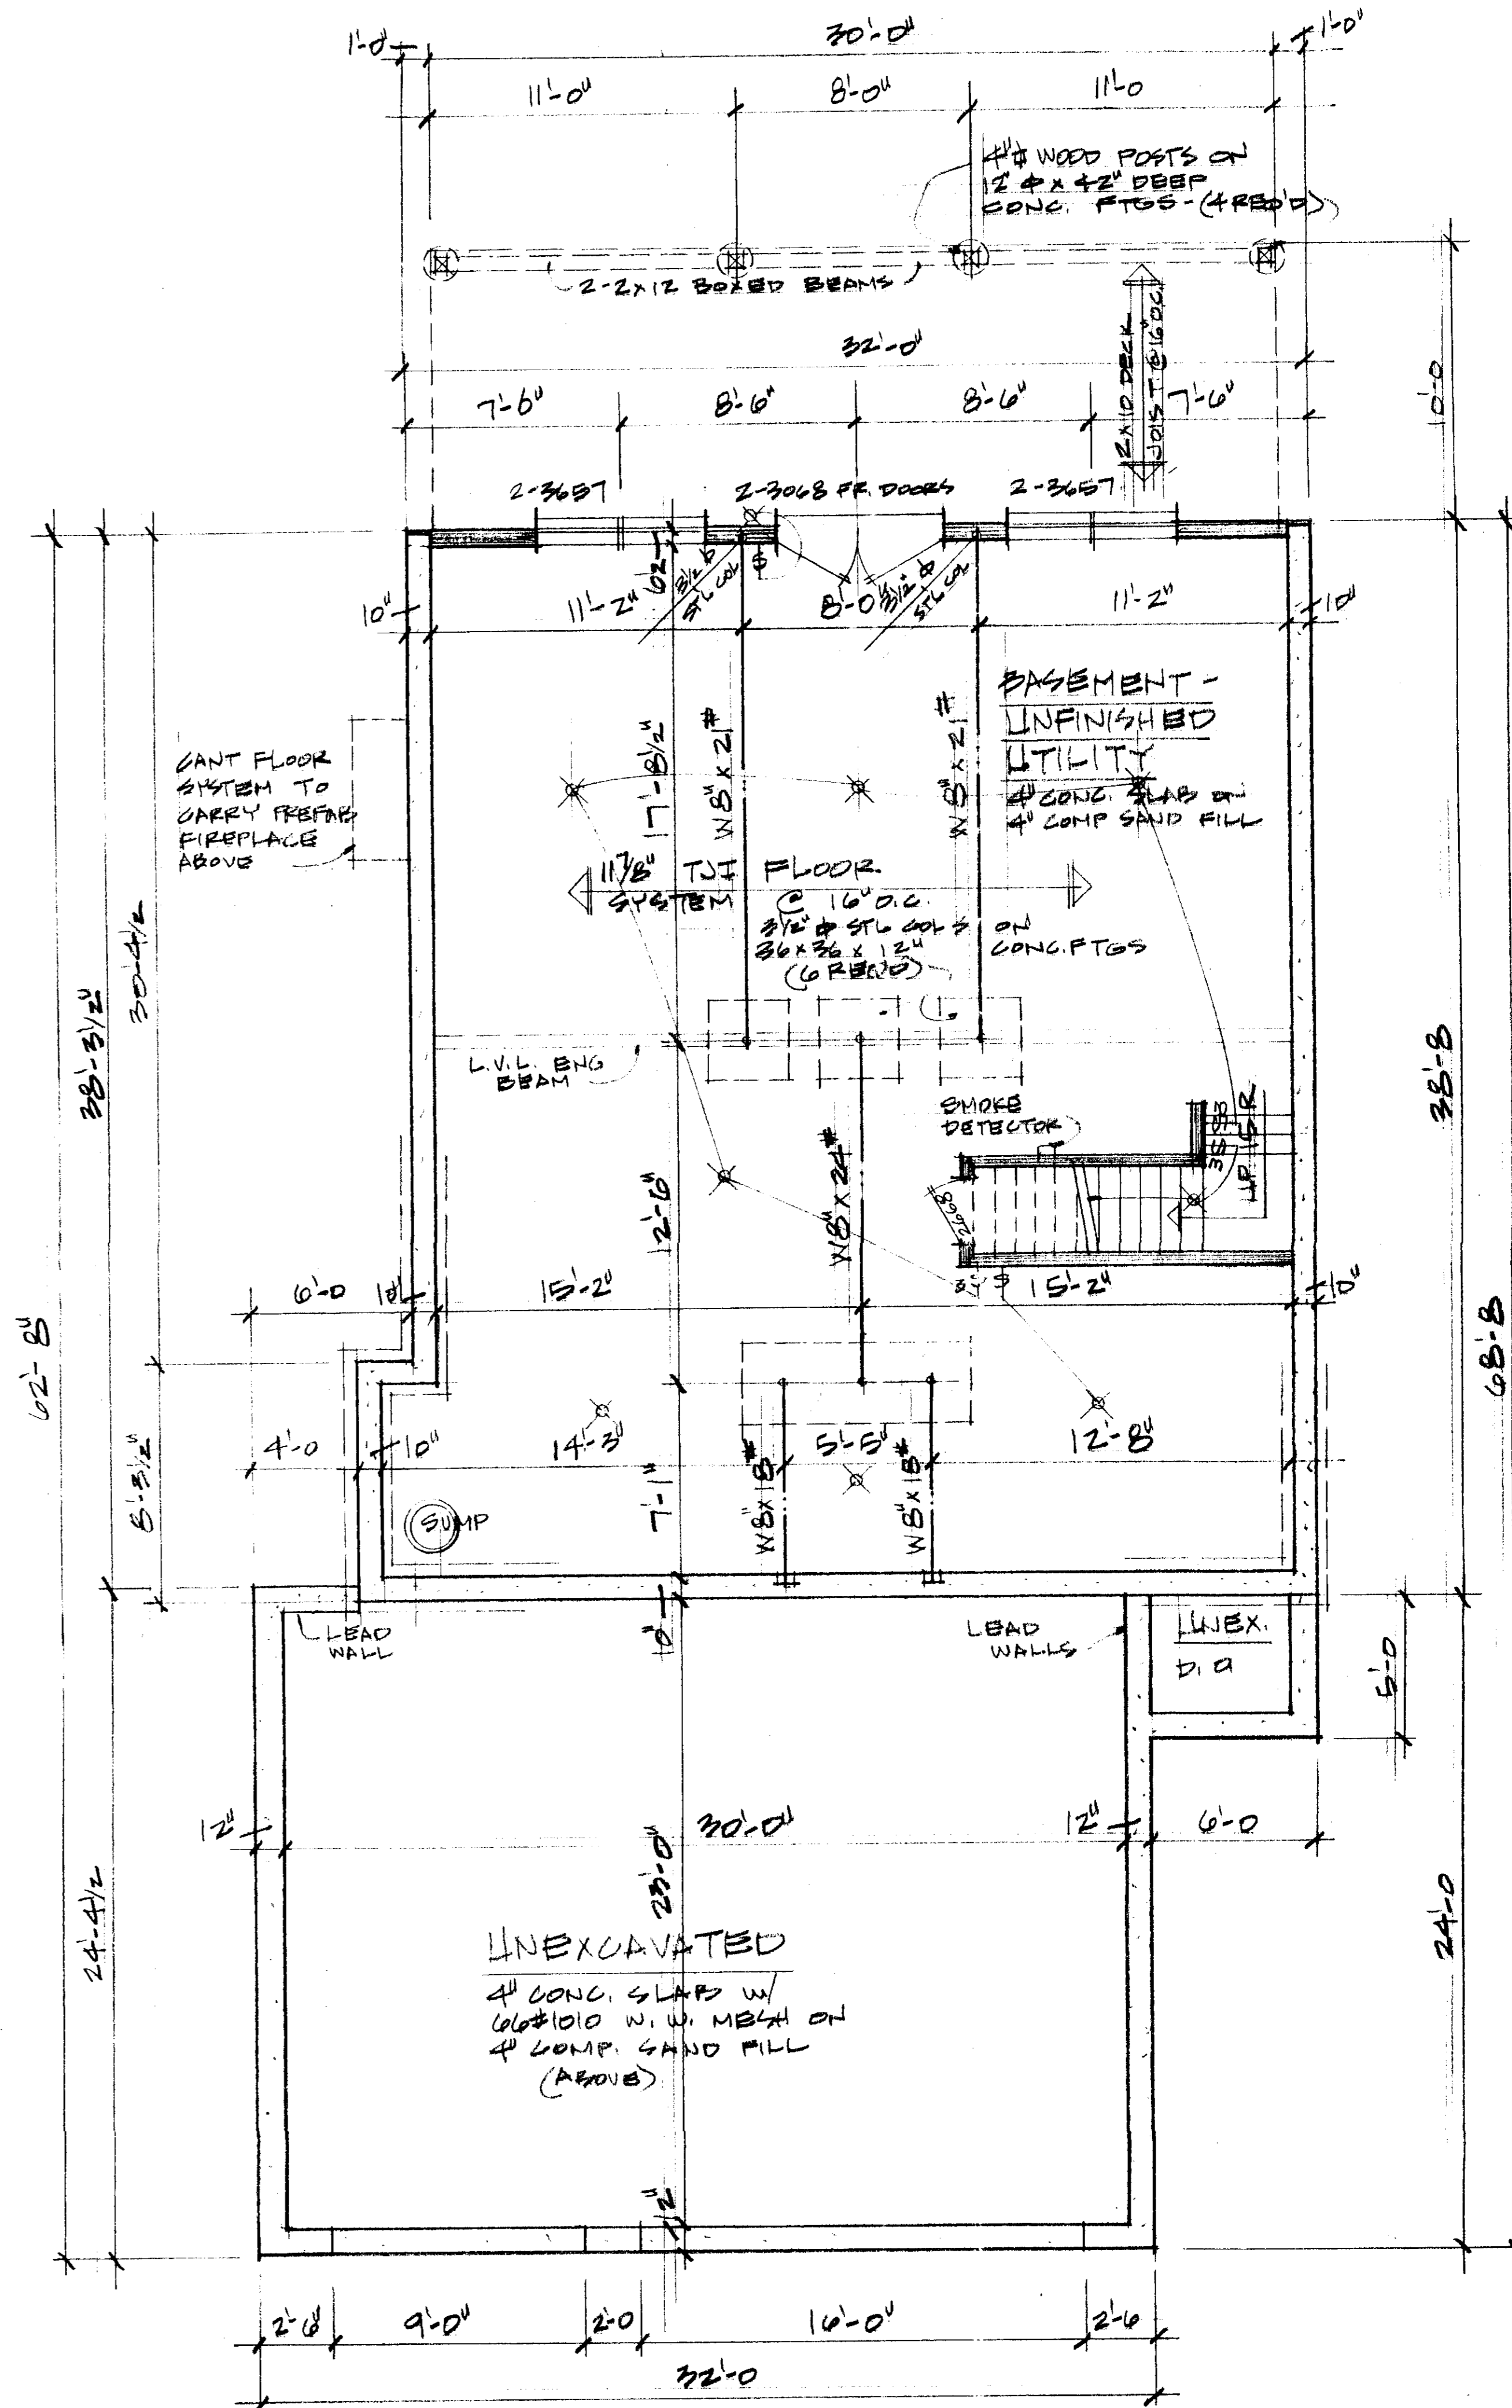 1'-0"
30'-0"
1'-0"
11'-0"
8'-0"
11'-0
4"⌀ WOOD POSTS ON
12"⌀ x 42" DEEP
CONC. FTGS - (4 REQ'D)
2-2x12 BOXED BEAMS
2x10 DECK
JOIST @ 16" O.C.
10'-0
32'-0"
7'-6"
8'-6"
8'-6"
7'-6"
2-3657
2-3068 FR. DOORS
2-3657
3 1/2 ⌀
STL COL
3 1/2" ⌀
STL COL
10"
11'-2"
8'-0"
11'-2"
10"
BASEMENT -
UNFINISHED
UTILITY
4" CONC. SLAB ON
4" COMP SAND FILL
CANT FLOOR
SYSTEM TO
CARRY PREFAB
FIREPLACE
ABOVE
17'-8 1/2"
W8" x 21#
W8" x 21#
11 7/8" TJI FLOOR
SYSTEM @ 16" O.C.
3 1/2" ⌀ STL COLS ON
36 x 36 x 12" CONC. FTGS
(6 REQ'D)
30'-4 1/2
38'-3 1/2"
38'-8
L.V.L. ENG
BEAM
SMOKE
DETECTOR
UP 15 R
2668
12'-6"
W8" x 24#
6'-0
10"
15'-2"
15'-2"
10"
62'-8"
68'-8
4'-0
10"
14'-3"
5'-5"
12'-8"
8'-3 1/2"
7'-1"
W8" x 18#
W8" x 18#
SUMP
10"
LEAD
WALL
LEAD
WALLS
UNEX.
5'-0
12"
30'-0"
12"
6'-0
23'-0"
24'-4 1/2
24'-0
UNEXCAVATED
4" CONC. SLAB W/
66#1010 W.W. MESH ON
4" COMP. SAND FILL
(ABOVE)
2'-6"
9'-0"
2'-0
16'-0"
2'-6
32'-0